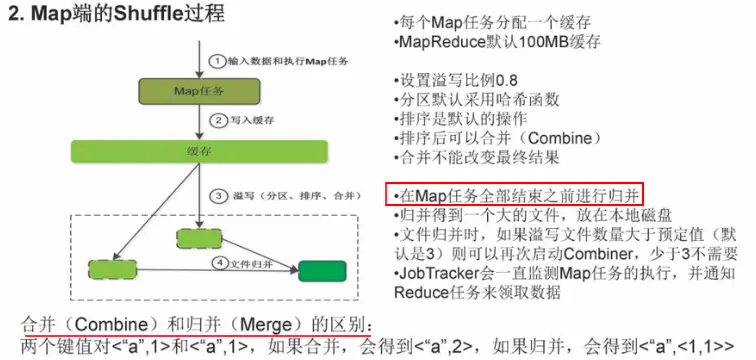 2. Map端的Shuffle过程
①输入数据和执行Map任务
Map任务
②写入缓存
缓存
③溢写（分区、排序、合并）
④文件归并
•每个Map任务分配一个缓存
•MapReduce默认100MB缓存
•设置溢写比例0.8
•分区默认采用哈希函数
•排序是默认的操作
•排序后可以合并（Combine）
•合并不能改变最终结果
•在Map任务全部结束之前进行归并
•归并得到一个大的文件，放在本地磁盘
•文件归并时，如果溢写文件数量大于预定值（默
认是3）则可以再次启动Combiner，少于3不需要
•JobTracker会一直监测Map任务的执行，并通知
Reduce任务来领取数据
合并（Combine）和归并（Merge）的区别：
两个键值对<“a”,1>和<“a”,1>，如果合并，会得到<“a”,2>，如果归并，会得到<“a”,<1,1>>